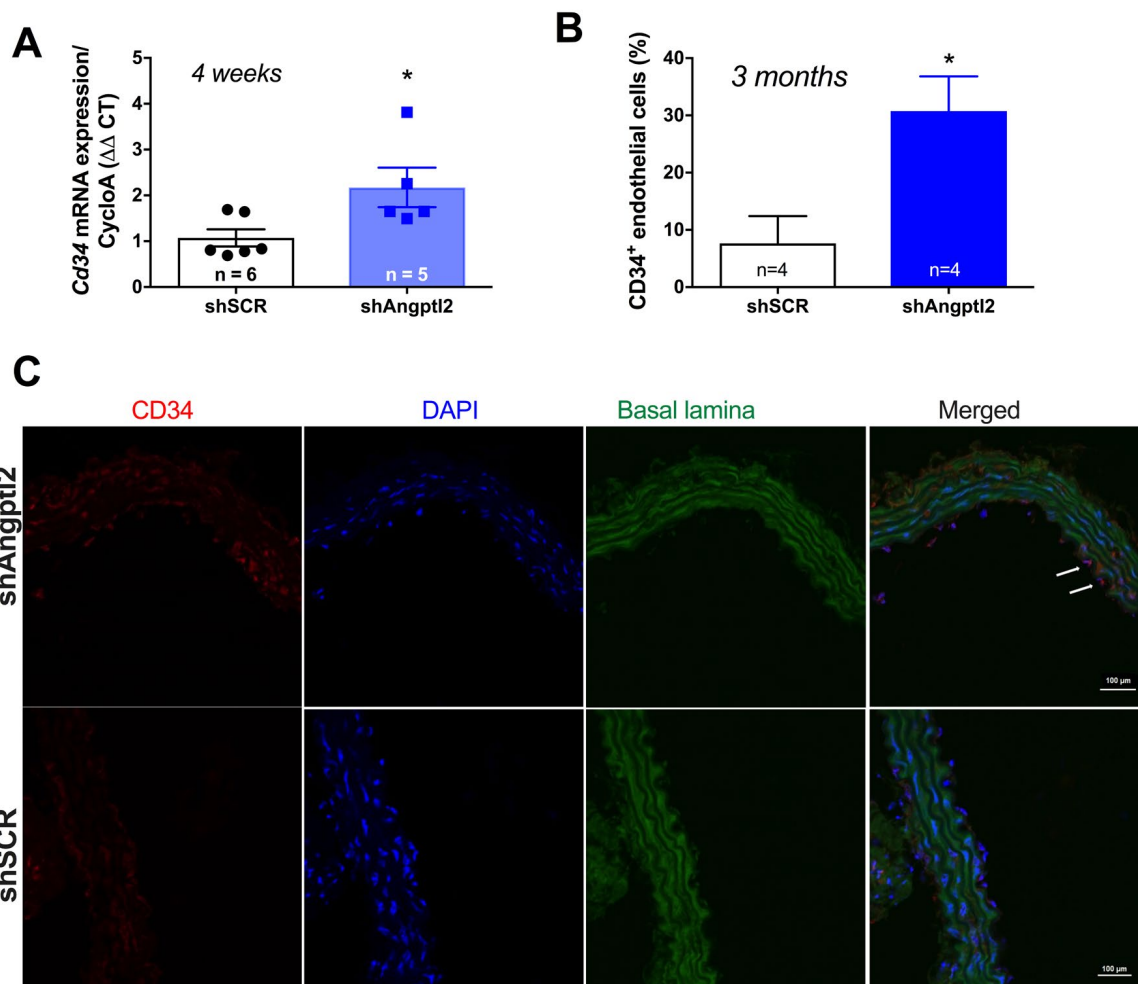 A
B
Cd34 mRNA expression/
CycloA (ΔΔ CT)
5
4
3
2
1
0
4 weeks
*
n = 6
n = 5
shSCR
shAngptl2
CD34+ endothelial cells (%)
40
30
20
10
0
3 months
*
n=4
n=4
shSCR
shAngptl2
C
CD34
DAPI
Basal lamina
Merged
shAngptl2
100 µm
shSCR
100 µm